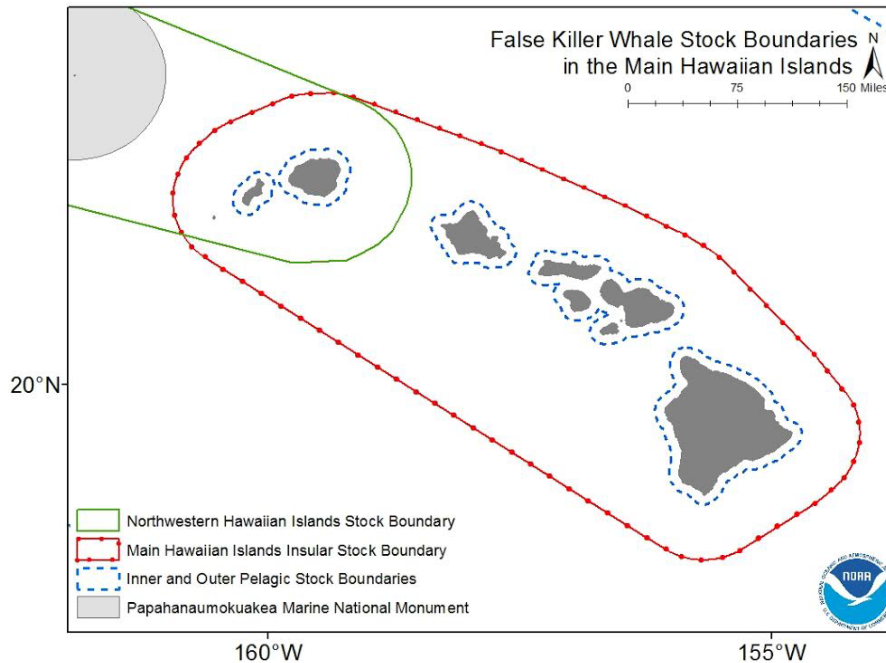 False Killer Whale Stock Boundaries
in the Main Hawaiian Islands
N
0 75 150 Miles
20°N
Northwestern Hawaiian Islands Stock Boundary
Main Hawaiian Islands Insular Stock Boundary
Inner and Outer Pelagic Stock Boundaries
Papahanaumokuakea Marine National Monument
NOAA
160°W 155°W